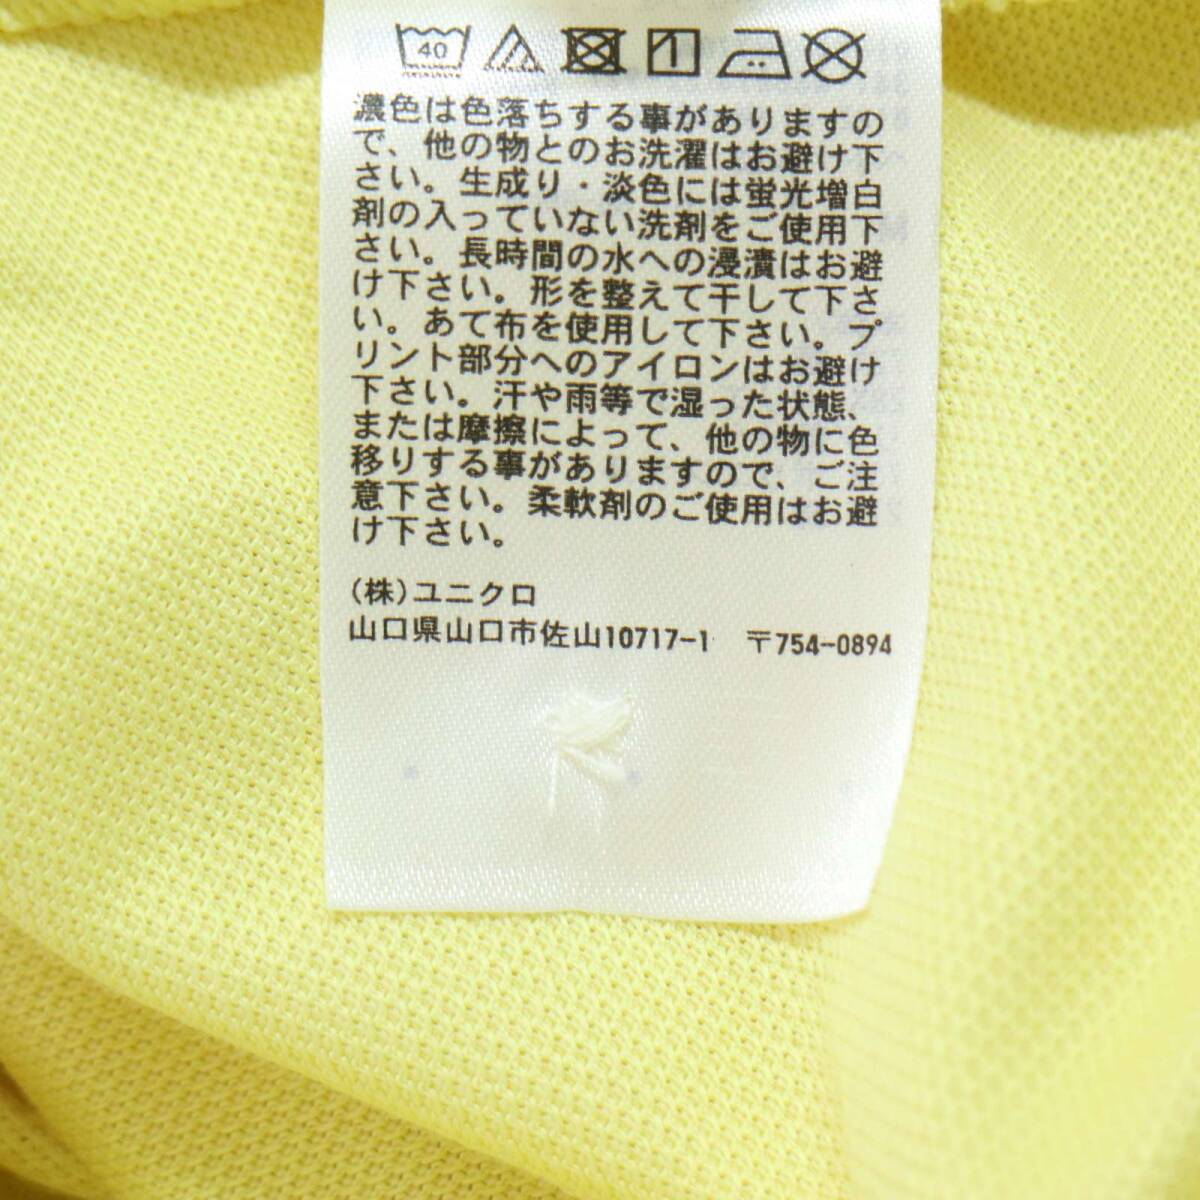 40
濃色は色落ちする事がありますの
で、他の物とのお洗濯はお避け下
さい。生成り・淡色には蛍光増白
剤の入っていない洗剤をご使用下
さい。長時間の水への浸漬はお避
け下さい。形を整えて干して下さ
い。あて布を使用して下さい。プ
リント部分へのアイロンはお避け
下さい。汗や雨等で湿った状態、
または摩擦によって、他の物に色
移りする事がありますので、ご注
意下さい。柔軟剤のご使用はお避
け下さい。
(株)ユニクロ
山口県山口市佐山10717-1 〒754-0894